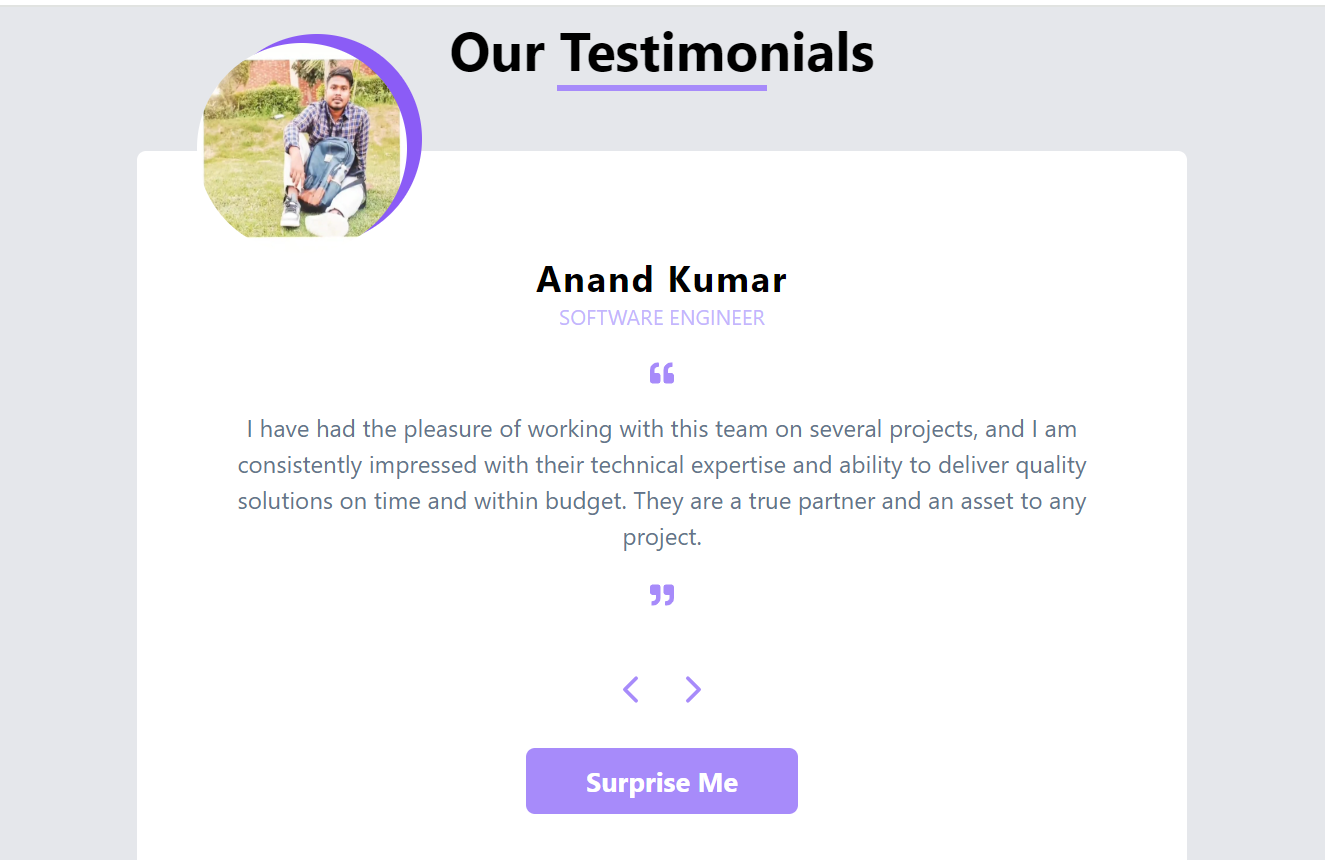 Our Testimonials
Anand Kumar
SOFTWARE ENGINEER
“
I have had the pleasure of working with this team on several projects, and I am
consistently impressed with their technical expertise and ability to deliver quality
solutions on time and within budget. They are a true partner and an asset to any
project.
”
Surprise Me